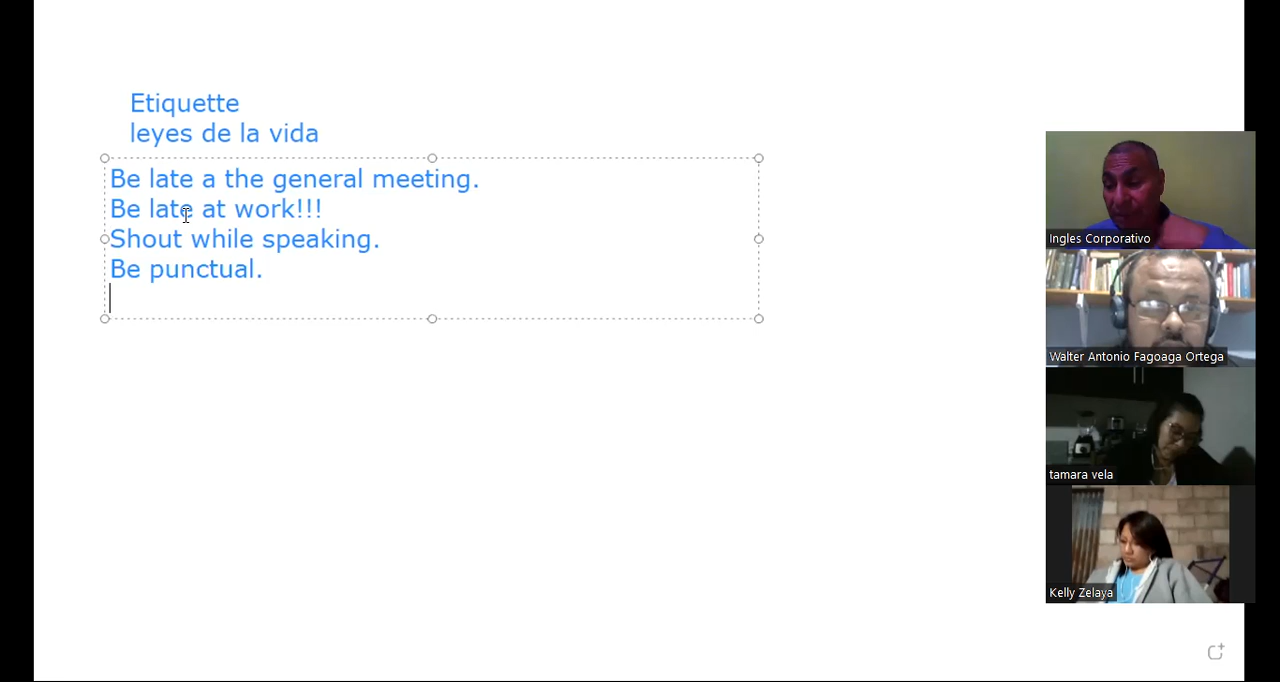 Etiquette
leyes de la vida
Be late a the general meeting.
Be late at work!!!
Shout while speaking.
Be punctual.
Ingles Corporativo
Walter Antonio Fagoaga Ortega
tamara vela
Kelly Zelaya